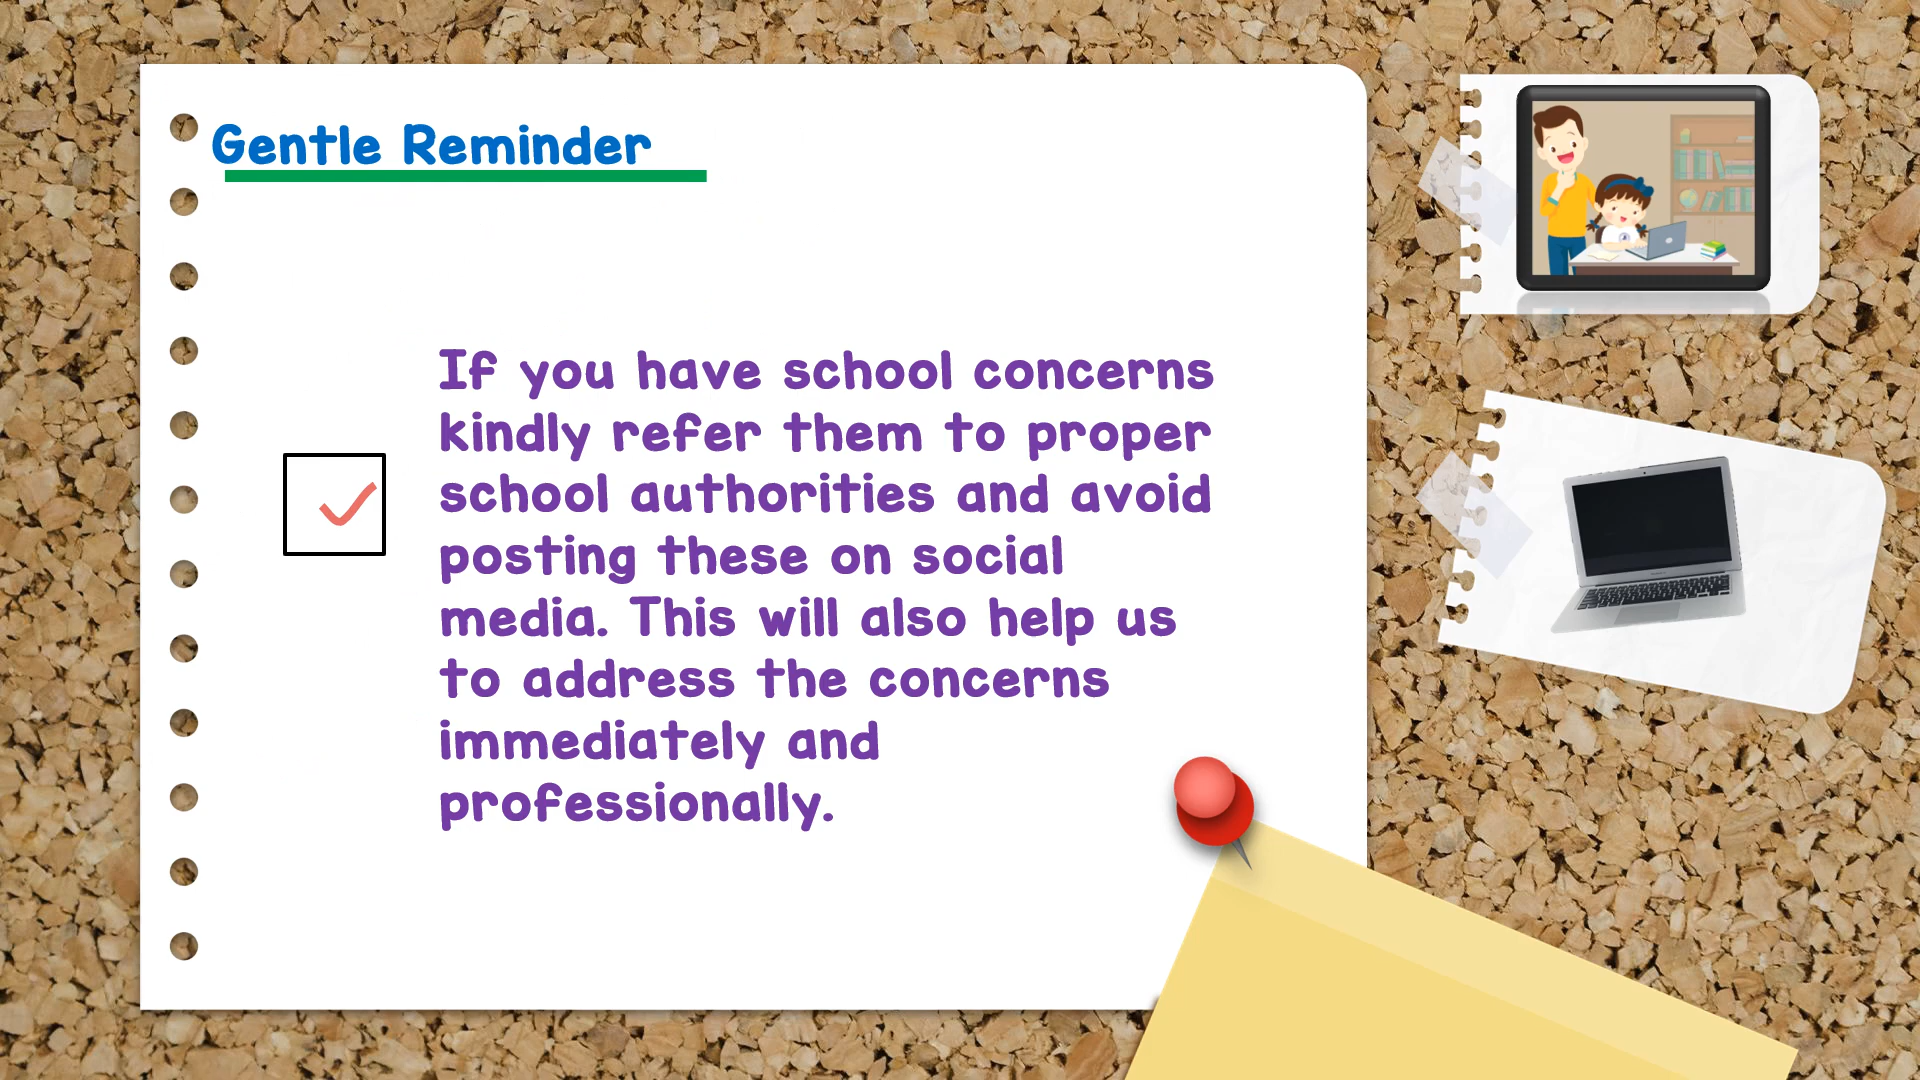 Gentle Reminder
If you have school concerns
kindly refer them to proper
school authorities and avoid
posting these on social
media. This will also help us
to address the concerns
immediately and
professionally.